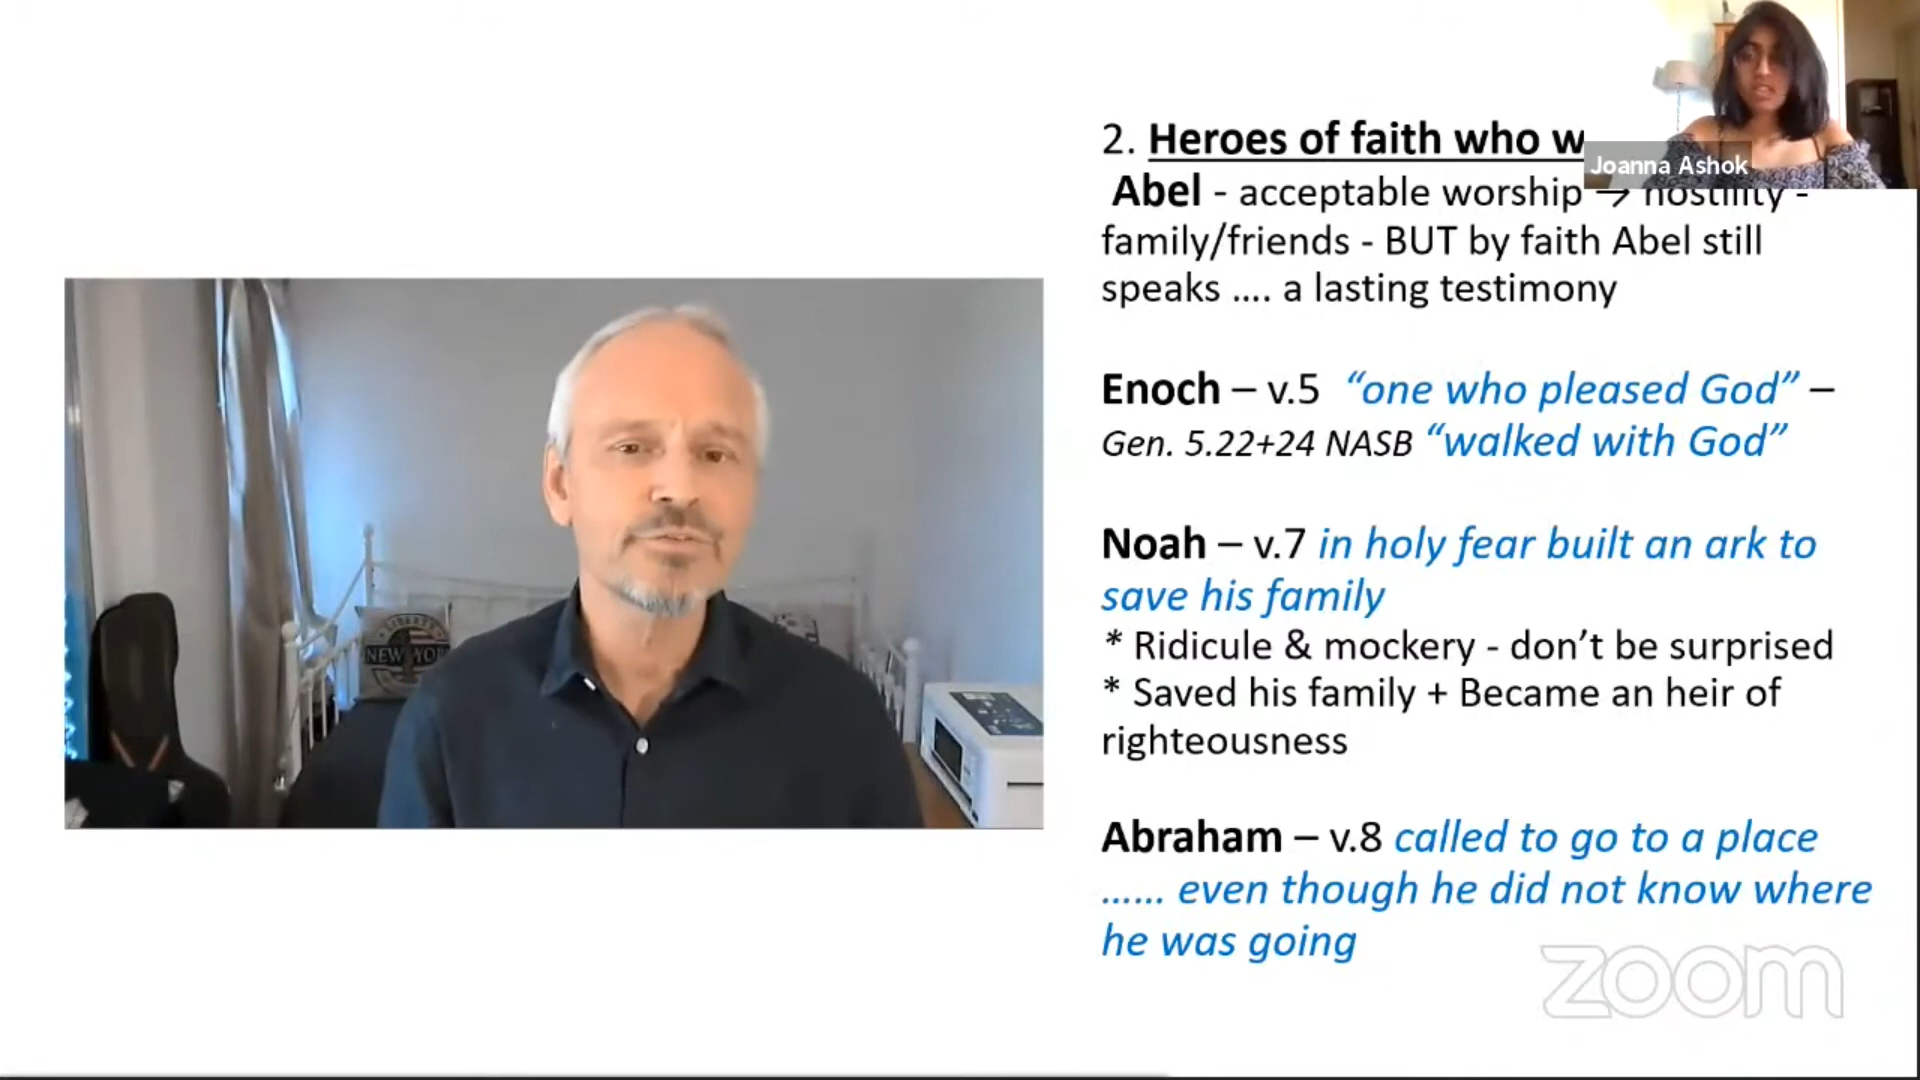 2. Heroes of faith who w
Joanna Ashok
Abel - acceptable worship → hostility -
family/friends - BUT by faith Abel still
speaks .... a lasting testimony
Enoch – v.5 “one who pleased God” –
Gen. 5.22+24 NASB “walked with God”
Noah – v.7 in holy fear built an ark to
save his family
* Ridicule & mockery - don’t be surprised
* Saved his family + Became an heir of
righteousness
Abraham – v.8 called to go to a place
...... even though he did not know where
he was going
LIBERTY
NEW YOR
zoom